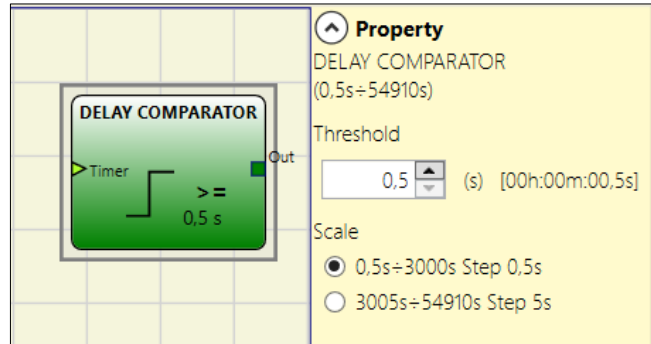 DELAY COMPARATOR
Timer
Out
>=
0,5 s
Property
DELAY COMPARATOR
(0,5s÷54910s)
Threshold
0,5 (s) [00h:00m:00,5s]
Scale
0,5s÷3000s Step 0,5s
3005s÷54910s Step 5s